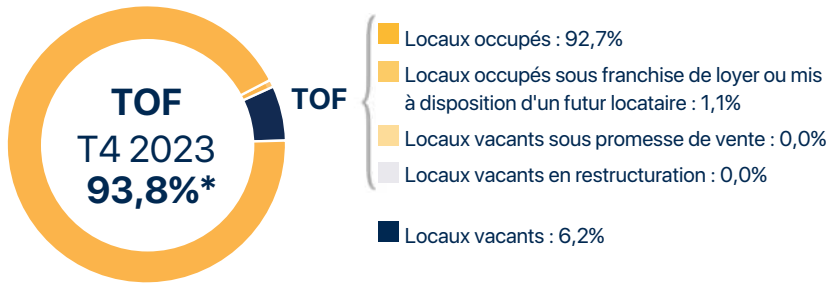 TOF
T4 2023
93,8%*
TOF
Locaux occupés : 92,7%
Locaux occupés sous franchise de loyer ou mis
à disposition d'un futur locataire : 1,1%
Locaux vacants sous promesse de vente : 0,0%
Locaux vacants en restructuration : 0,0%
Locaux vacants : 6,2%